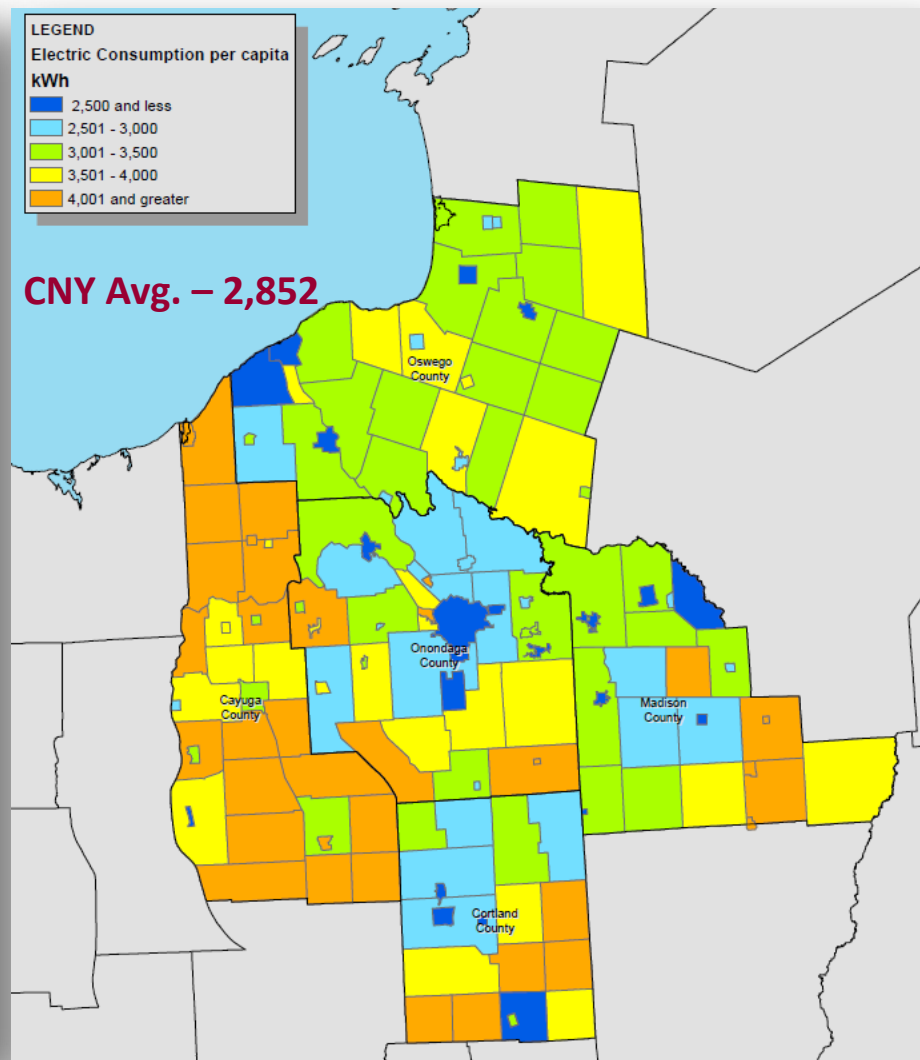 LEGEND
Electric Consumption per capita
kWh
2,500 and less
2,501 - 3,000
3,001 - 3,500
3,501 - 4,000
4,001 and greater
CNY Avg. – 2,852
Oswego
County
Onondaga
County
Cayuga
County
Madison
County
Cortland
County